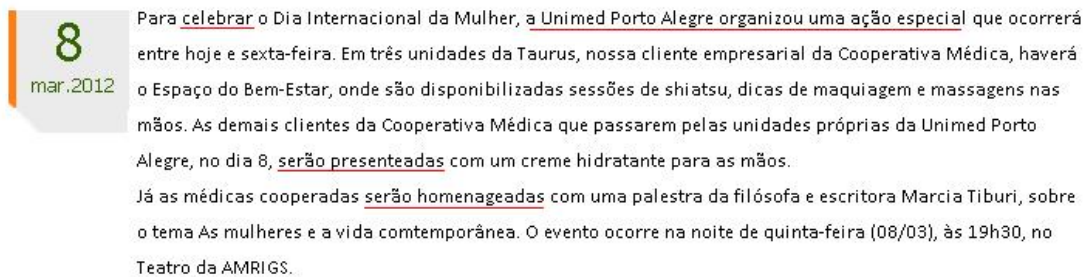 8
mar.2012
Para celebrar o Dia Internacional da Mulher, a Unimed Porto Alegre organizou uma ação especial que ocorrerá
entre hoje e sexta-feira. Em três unidades da Taurus, nossa cliente empresarial da Cooperativa Médica, haverá
o Espaço do Bem-Estar, onde são disponibilizadas sessões de shiatsu, dicas de maquiagem e massagens nas
mãos. As demais clientes da Cooperativa Médica que passarem pelas unidades próprias da Unimed Porto
Alegre, no dia 8, serão presenteadas com um creme hidratante para as mãos.
Já as médicas cooperadas serão homenageadas com uma palestra da filósofa e escritora Marcia Tiburi, sobre
o tema As mulheres e a vida comtemporânea. O evento ocorre na noite de quinta-feira (08/03), às 19h30, no
Teatro da AMRIGS.